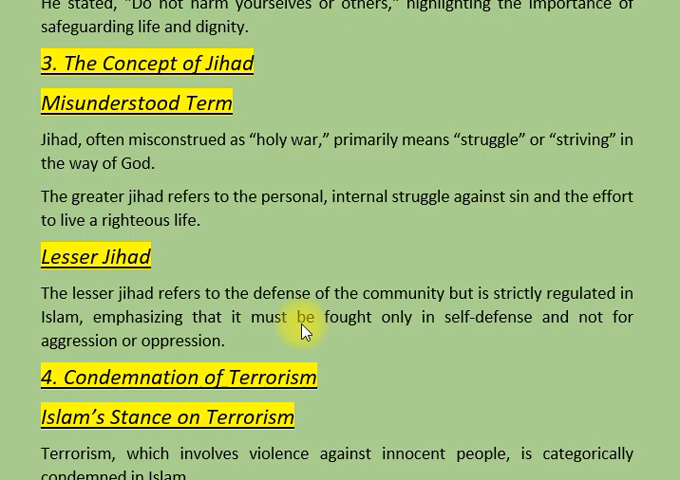 He stated, “Do not harm yourselves or others,” highlighting the importance of
safeguarding life and dignity.
3. The Concept of Jihad
Misunderstood Term
Jihad, often misconstrued as “holy war,” primarily means “struggle” or “striving” in
the way of God.
The greater jihad refers to the personal, internal struggle against sin and the effort
to live a righteous life.
Lesser Jihad
The lesser jihad refers to the defense of the community but is strictly regulated in
Islam, emphasizing that it must be fought only in self-defense and not for
aggression or oppression.
4. Condemnation of Terrorism
Islam’s Stance on Terrorism
Terrorism, which involves violence against innocent people, is categorically
condemned in Islam.